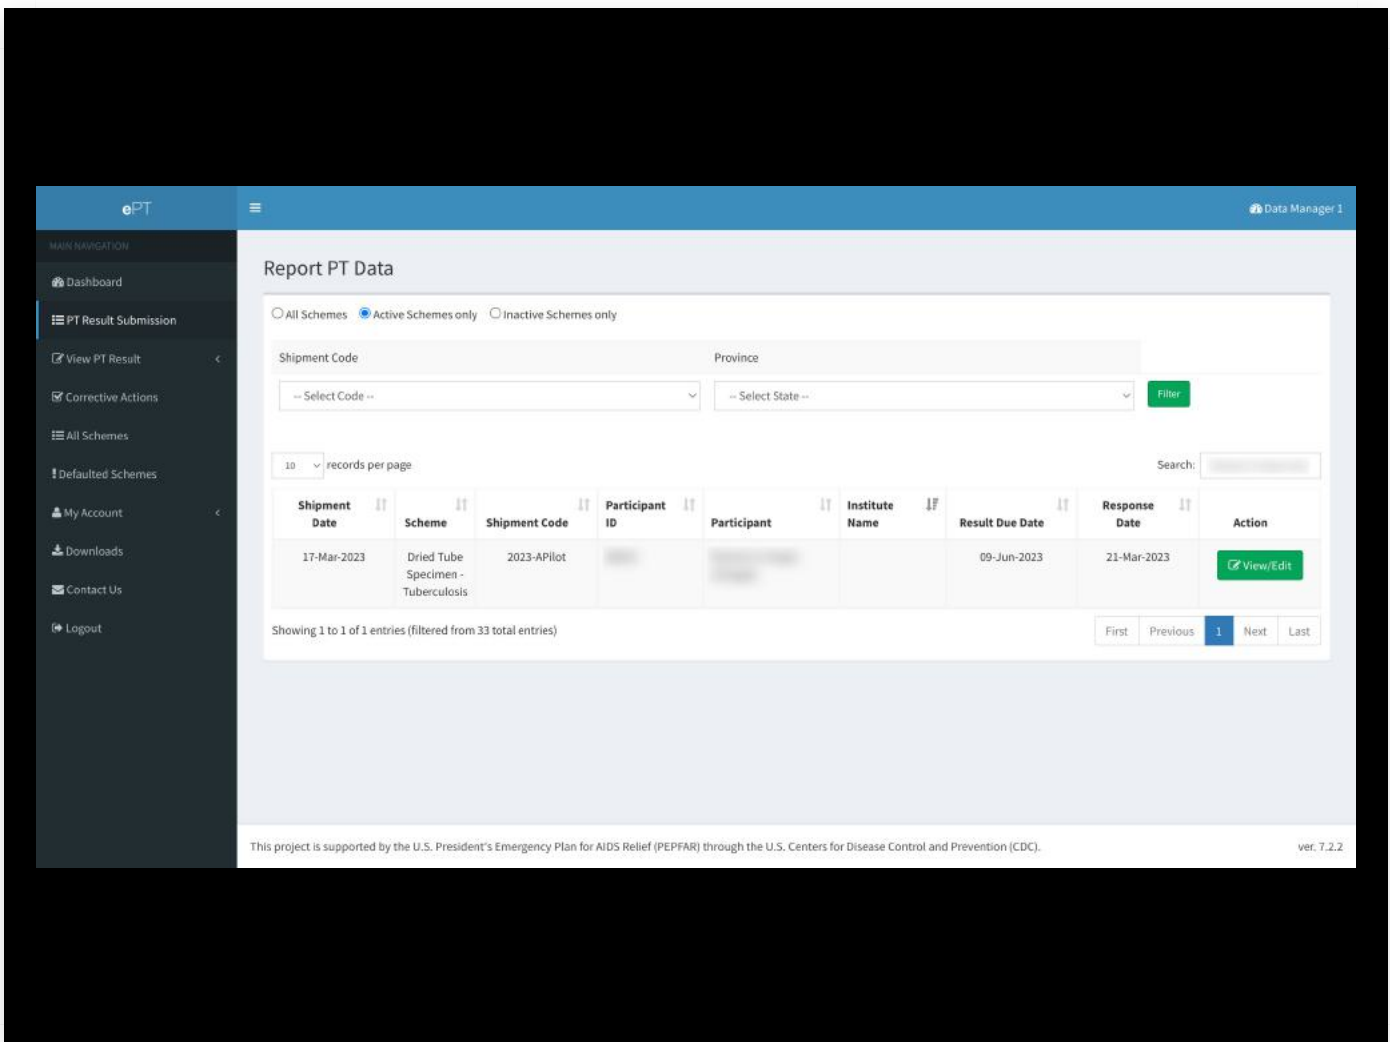 ePT
Data Manager 1
MAIN NAVIGATION
Dashboard
PT Result Submission
View PT Result
Corrective Actions
All Schemes
Defaulted Schemes
My Account
Downloads
Contact Us
Logout
Report PT Data
All Schemes Active Schemes only Inactive Schemes only
Shipment Code Province
-- Select Code -- -- Select State -- Filter
10 records per page Search:
Shipment Date Scheme Shipment Code Participant ID Participant Institute Name Result Due Date Response Date Action
17-Mar-2023 Dried Tube Specimen - Tuberculosis 2023-APilot 09-Jun-2023 21-Mar-2023 View/Edit
Showing 1 to 1 of 1 entries (filtered from 33 total entries) First Previous 1 Next Last
This project is supported by the U.S. President's Emergency Plan for AIDS Relief (PEPFAR) through the U.S. Centers for Disease Control and Prevention (CDC). ver. 7.2.2